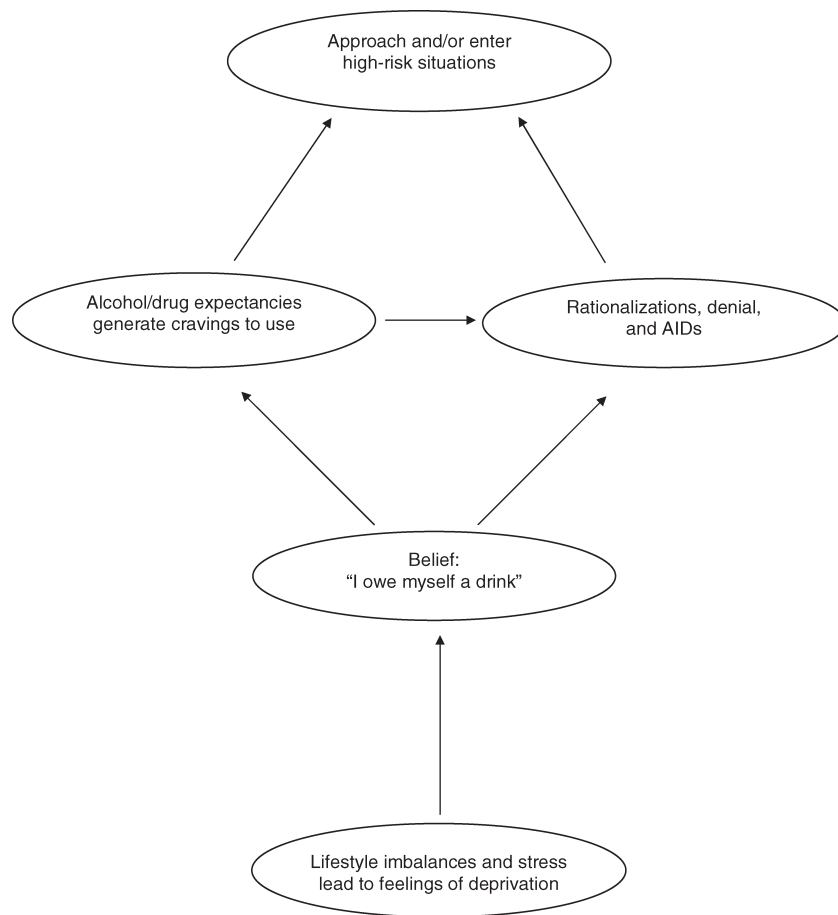 Approach and/or enter
high-risk situations
Alcohol/drug expectancies
generate cravings to use
Rationalizations, denial,
and AIDs
Belief:
“I owe myself a drink”
Lifestyle imbalances and stress
lead to feelings of deprivation